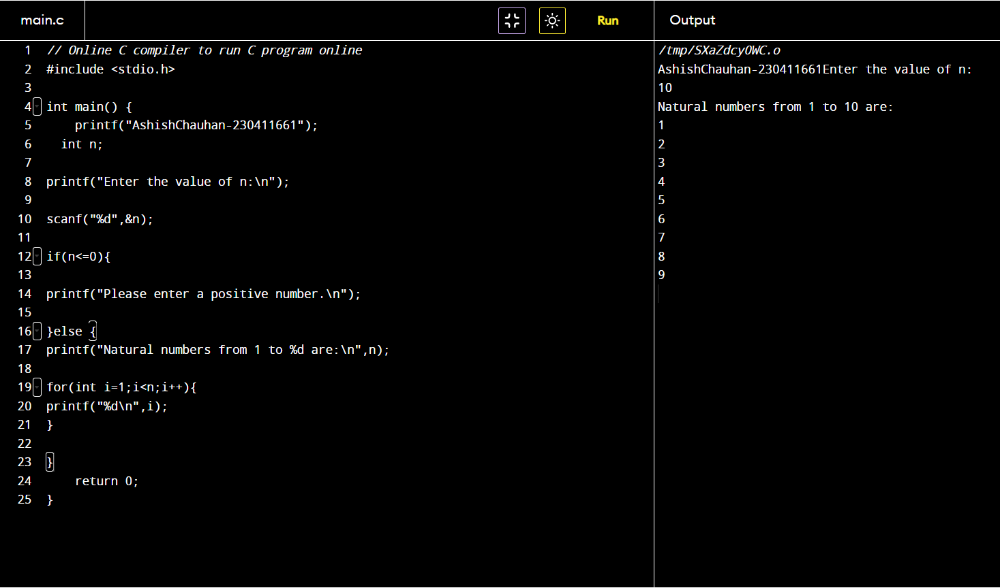 main.c
Run
Output
1 // Online C compiler to run C program online
2 #include <stdio.h>
3
4 int main() {
5     printf("AshishChauhan-230411661");
6   int n;
7
8 printf("Enter the value of n:\n");
9
10 scanf("%d",&n);
11
12 if(n<=0){
13
14 printf("Please enter a positive number.\n");
15
16 }else {
17 printf("Natural numbers from 1 to %d are:\n",n);
18
19 for(int i=1;i<n;i++){
20 printf("%d\n",i);
21 }
22
23 }
24     return 0;
25 }
/tmp/SXaZdcyOWC.o
AshishChauhan-230411661Enter the value of n:
10
Natural numbers from 1 to 10 are:
1
2
3
4
5
6
7
8
9